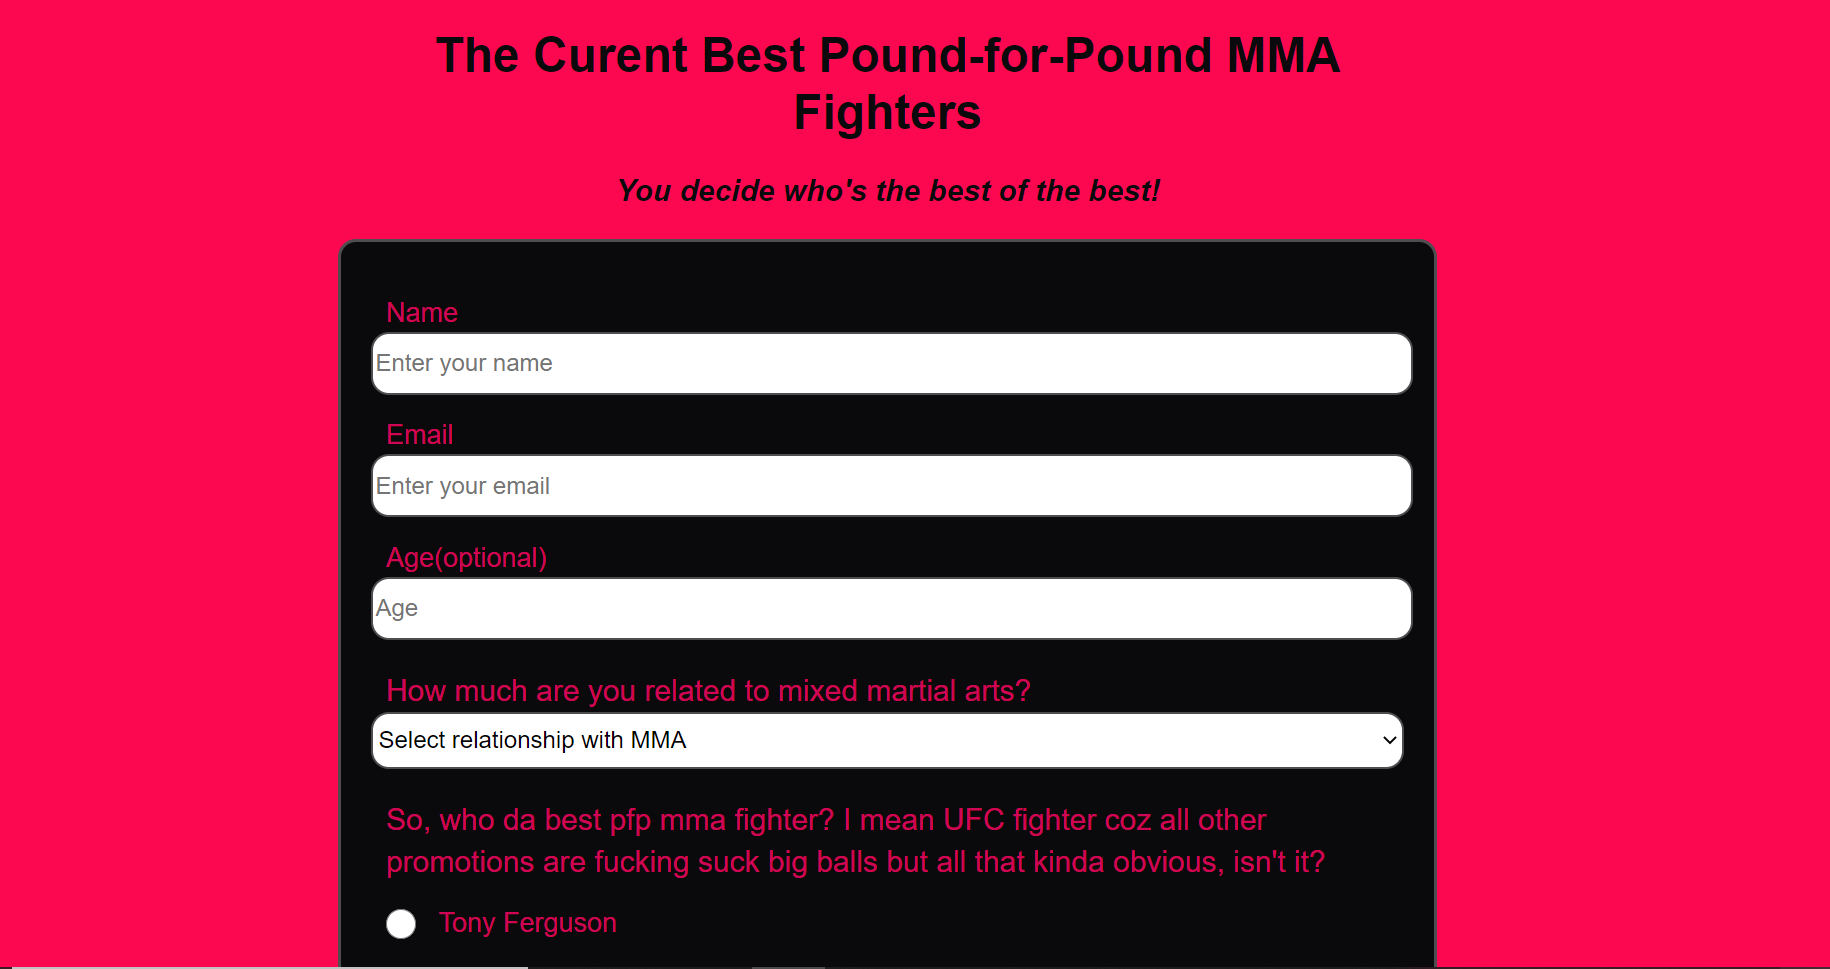 The Curent Best Pound-for-Pound MMA
Fighters
You decide who's the best of the best!
Name
Enter your name
Email
Enter your email
Age(optional)
Age
How much are you related to mixed martial arts?
Select relationship with MMA
So, who da best pfp mma fighter? I mean UFC fighter coz all other
promotions are fucking suck big balls but all that kinda obvious, isn't it?
Tony Ferguson